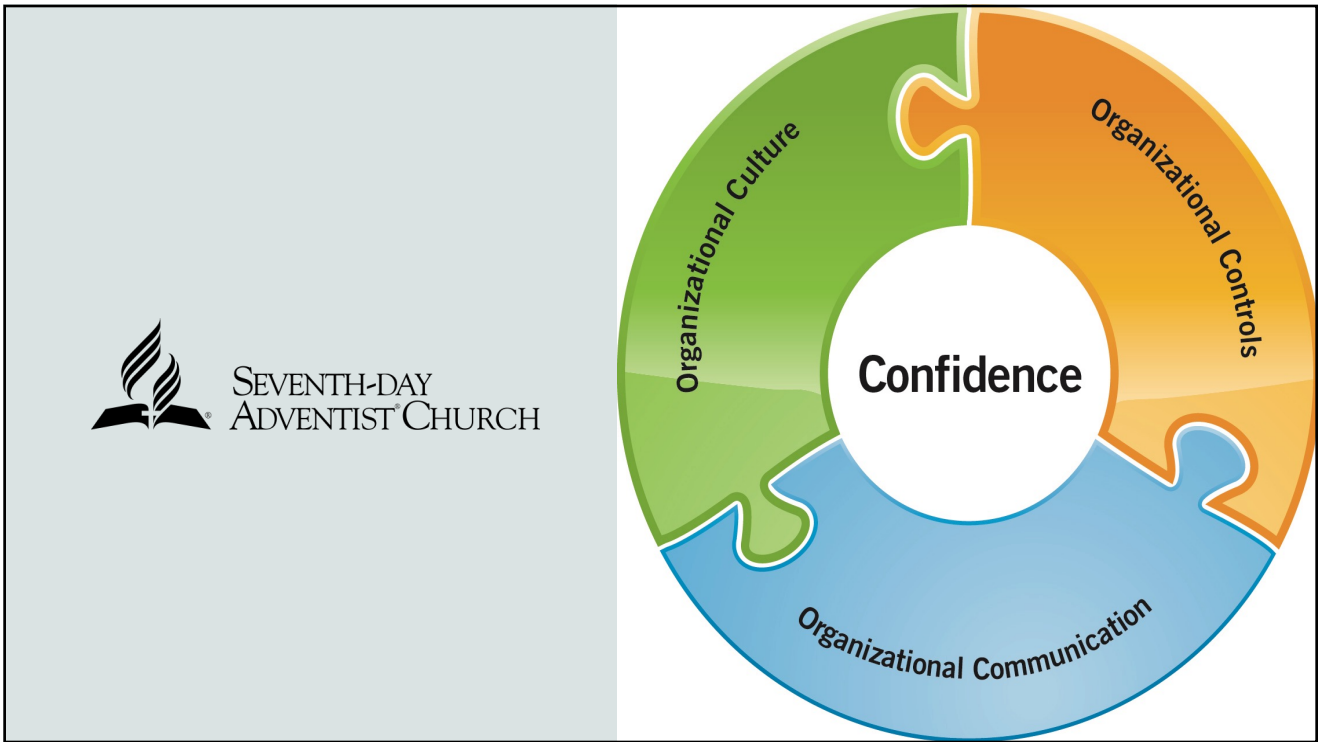 SEVENTH-DAY
ADVENTIST® CHURCH
®
Organizational Culture
Organizational Controls
Confidence
Organizational Communication